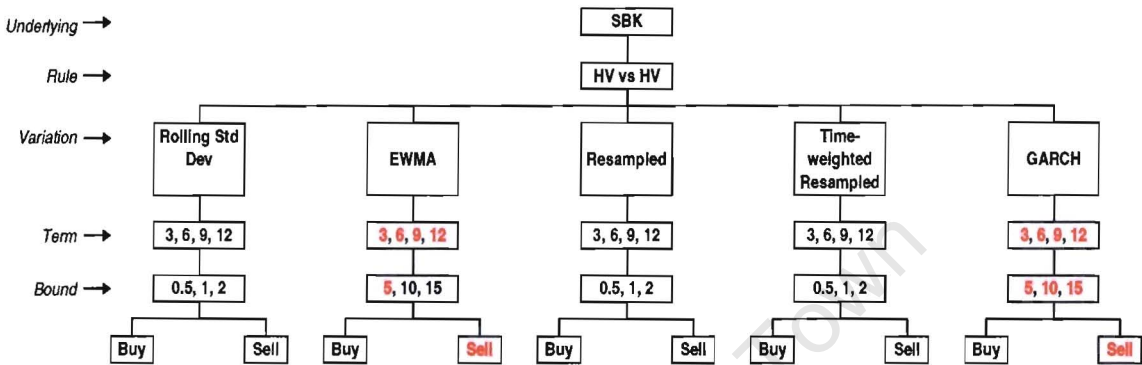 Underlying → SBK
Rule → HV vs HV
Variation → Rolling Std Dev EWMA Resampled Time-weighted Resampled GARCH
Term → 3, 6, 9, 12 3, 6, 9, 12 3, 6, 9, 12 3, 6, 9, 12 3, 6, 9, 12
Bound → 0.5, 1, 2 5, 10, 15 0.5, 1, 2 0.5, 1, 2 5, 10, 15
Buy Sell Buy Sell Buy Sell Buy Sell Buy Sell
Town